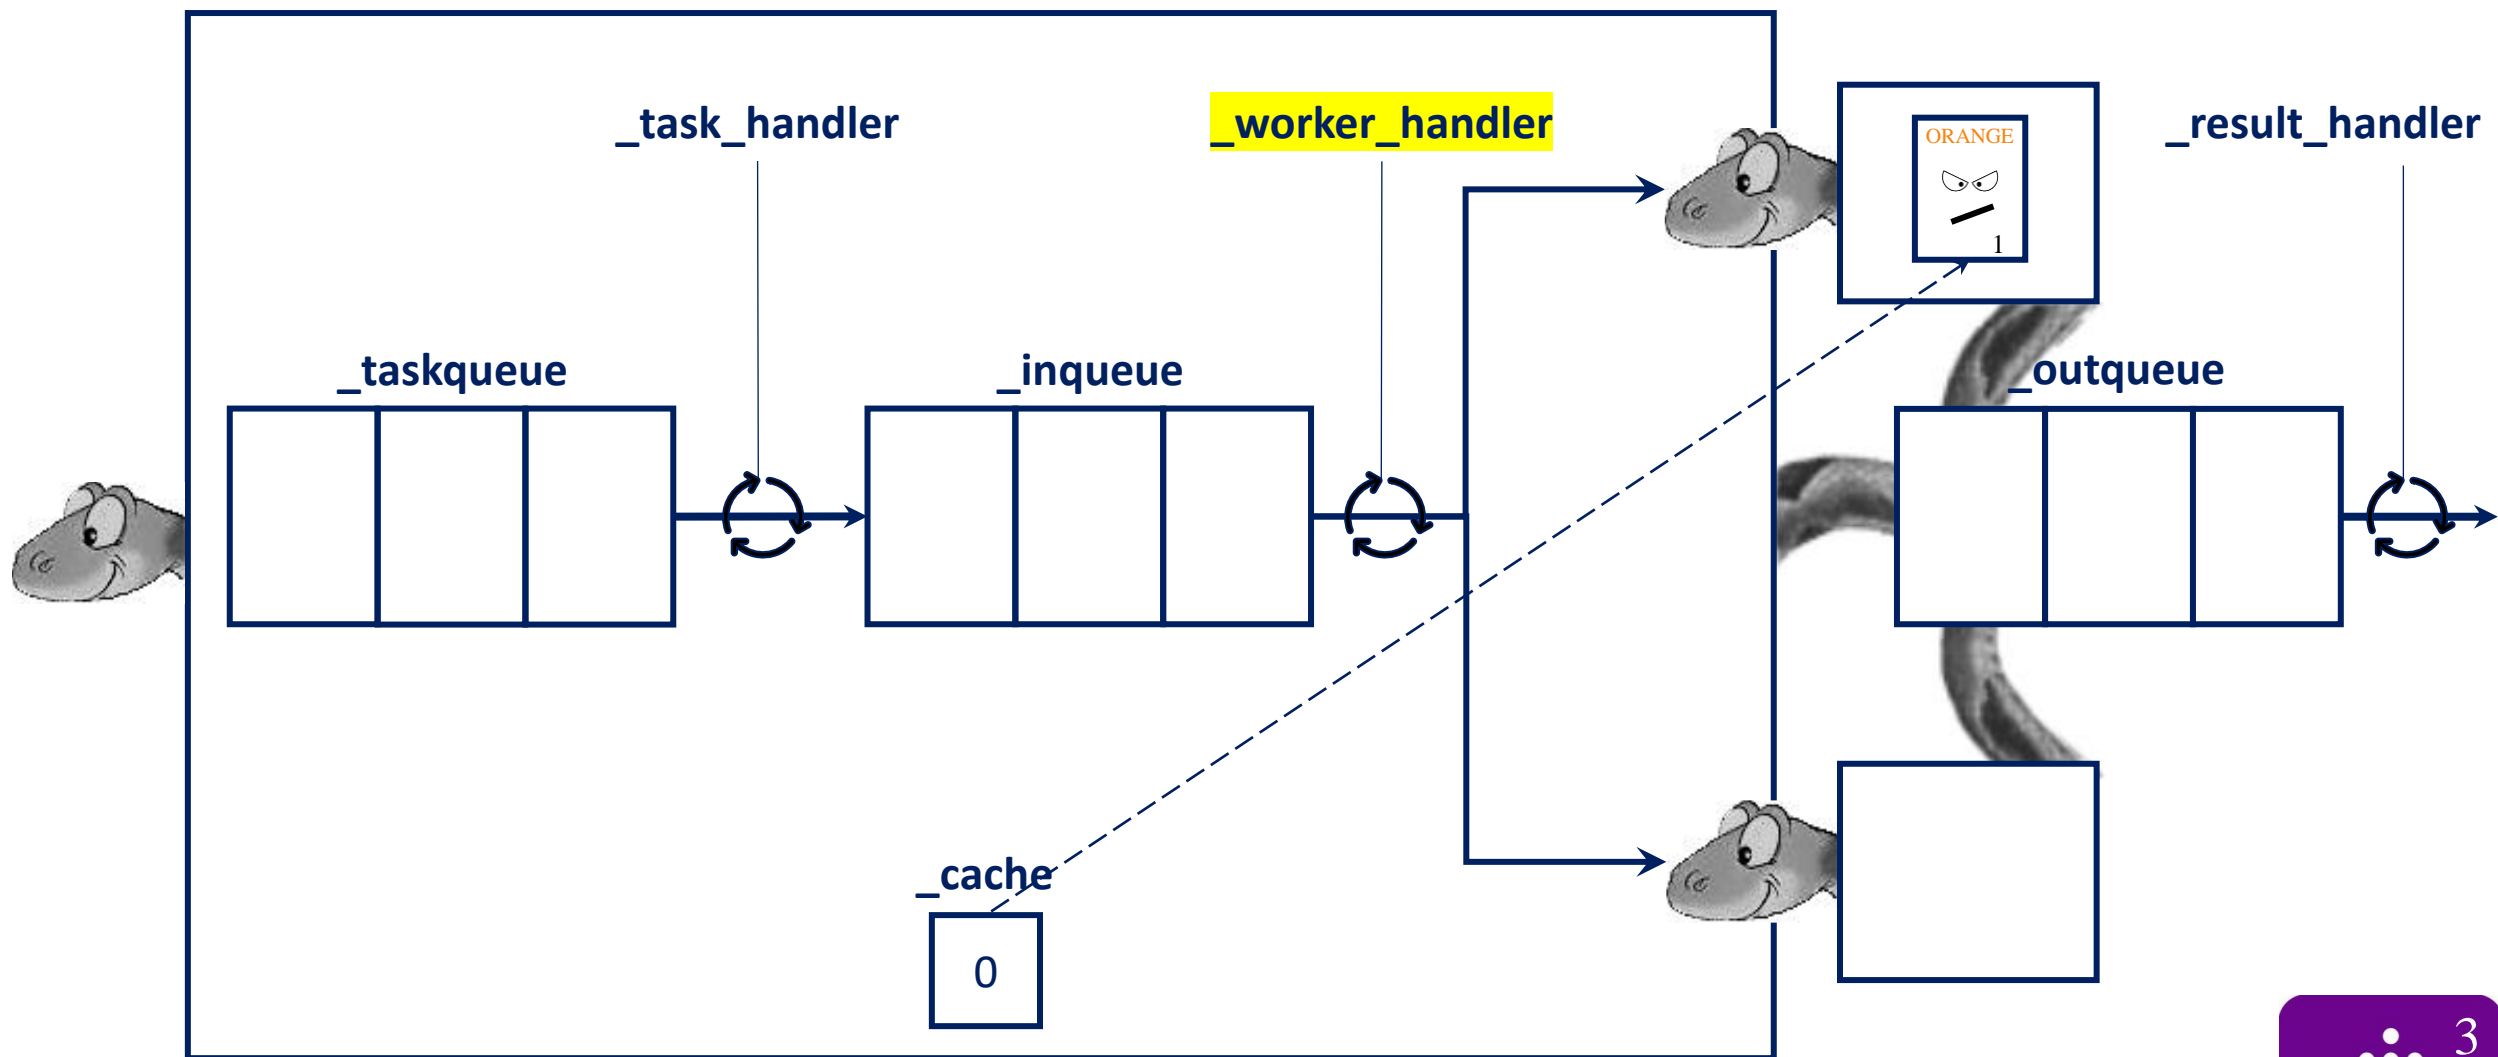 _task_handler
_worker_handler
ORANGE
1
_result_handler
_taskqueue
_inqueue
_outqueue
_cache
0
3